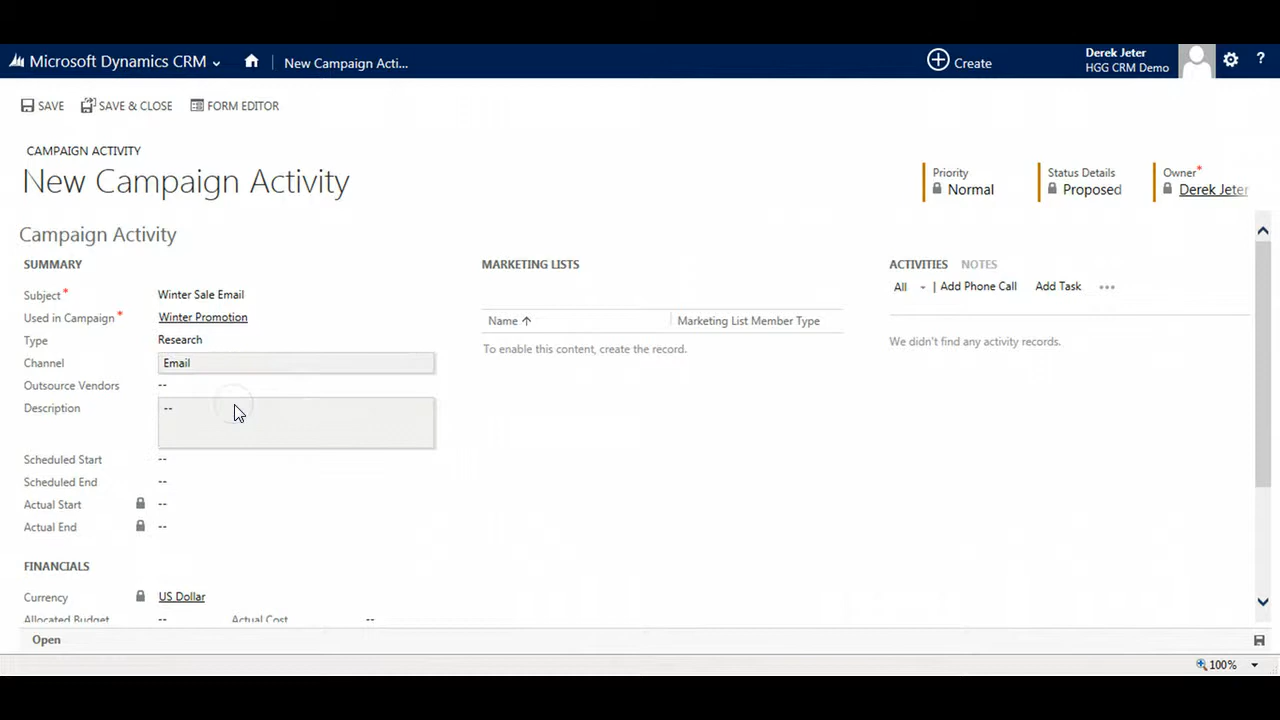 Microsoft Dynamics CRM New Campaign Acti... Create Derek Jeter HGG CRM Demo ?
SAVE SAVE & CLOSE FORM EDITOR
CAMPAIGN ACTIVITY
New Campaign Activity
Priority Normal Status Details Proposed Owner* Derek Jeter
Campaign Activity
SUMMARY MARKETING LISTS ACTIVITIES NOTES
All | Add Phone Call Add Task •••
Subject* Winter Sale Email
Used in Campaign* Winter Promotion Name Marketing List Member Type
Type Research We didn't find any activity records.
To enable this content, create the record.
Channel Email
Outsource Vendors --
Description --
Scheduled Start --
Scheduled End --
Actual Start --
Actual End --
FINANCIALS
Currency US Dollar
Allocated Budget -- Actual Cost --
Open
100%